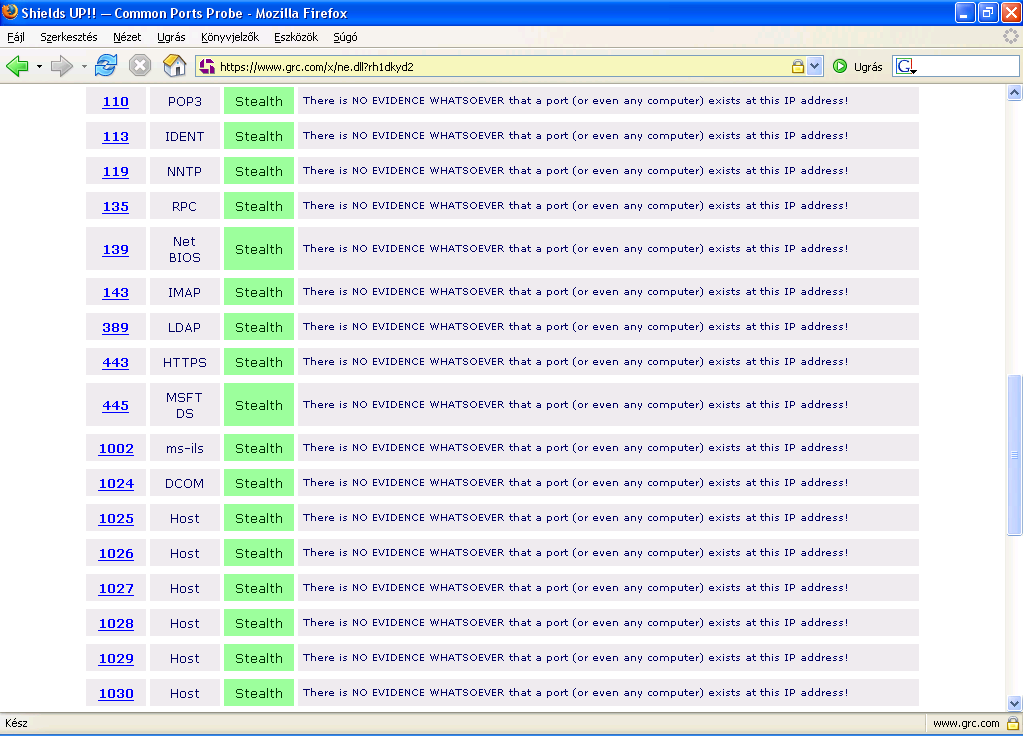 Shields UP!! — Common Ports Probe - Mozilla Firefox
Fájl Szerkesztés Nézet Ugrás Könyvjelzők Eszközök Súgó
https://www.grc.com/x/ne.dll?rh1dkyd2 Ugrás G
110 POP3 Stealth There is NO EVIDENCE WHATSOEVER that a port (or even any computer) exists at this IP address!
113 IDENT Stealth There is NO EVIDENCE WHATSOEVER that a port (or even any computer) exists at this IP address!
119 NNTP Stealth There is NO EVIDENCE WHATSOEVER that a port (or even any computer) exists at this IP address!
135 RPC Stealth There is NO EVIDENCE WHATSOEVER that a port (or even any computer) exists at this IP address!
139 Net BIOS Stealth There is NO EVIDENCE WHATSOEVER that a port (or even any computer) exists at this IP address!
143 IMAP Stealth There is NO EVIDENCE WHATSOEVER that a port (or even any computer) exists at this IP address!
389 LDAP Stealth There is NO EVIDENCE WHATSOEVER that a port (or even any computer) exists at this IP address!
443 HTTPS Stealth There is NO EVIDENCE WHATSOEVER that a port (or even any computer) exists at this IP address!
445 MSFT DS Stealth There is NO EVIDENCE WHATSOEVER that a port (or even any computer) exists at this IP address!
1002 ms-ils Stealth There is NO EVIDENCE WHATSOEVER that a port (or even any computer) exists at this IP address!
1024 DCOM Stealth There is NO EVIDENCE WHATSOEVER that a port (or even any computer) exists at this IP address!
1025 Host Stealth There is NO EVIDENCE WHATSOEVER that a port (or even any computer) exists at this IP address!
1026 Host Stealth There is NO EVIDENCE WHATSOEVER that a port (or even any computer) exists at this IP address!
1027 Host Stealth There is NO EVIDENCE WHATSOEVER that a port (or even any computer) exists at this IP address!
1028 Host Stealth There is NO EVIDENCE WHATSOEVER that a port (or even any computer) exists at this IP address!
1029 Host Stealth There is NO EVIDENCE WHATSOEVER that a port (or even any computer) exists at this IP address!
1030 Host Stealth There is NO EVIDENCE WHATSOEVER that a port (or even any computer) exists at this IP address!
Kész www.grc.com